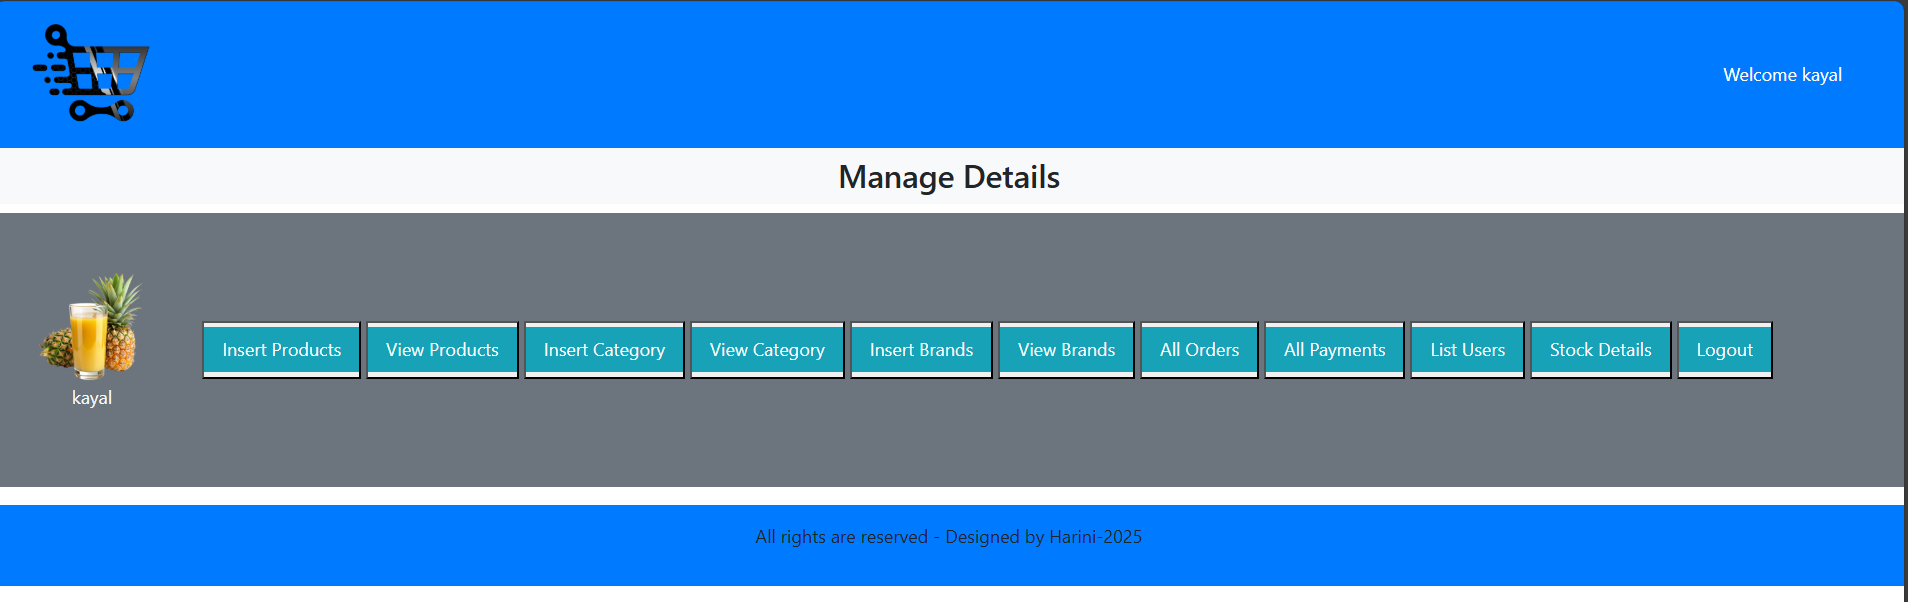 Welcome kayal
Manage Details
kayal
Insert Products
View Products
Insert Category
View Category
Insert Brands
View Brands
All Orders
All Payments
List Users
Stock Details
Logout
All rights are reserved - Designed by Harini-2025